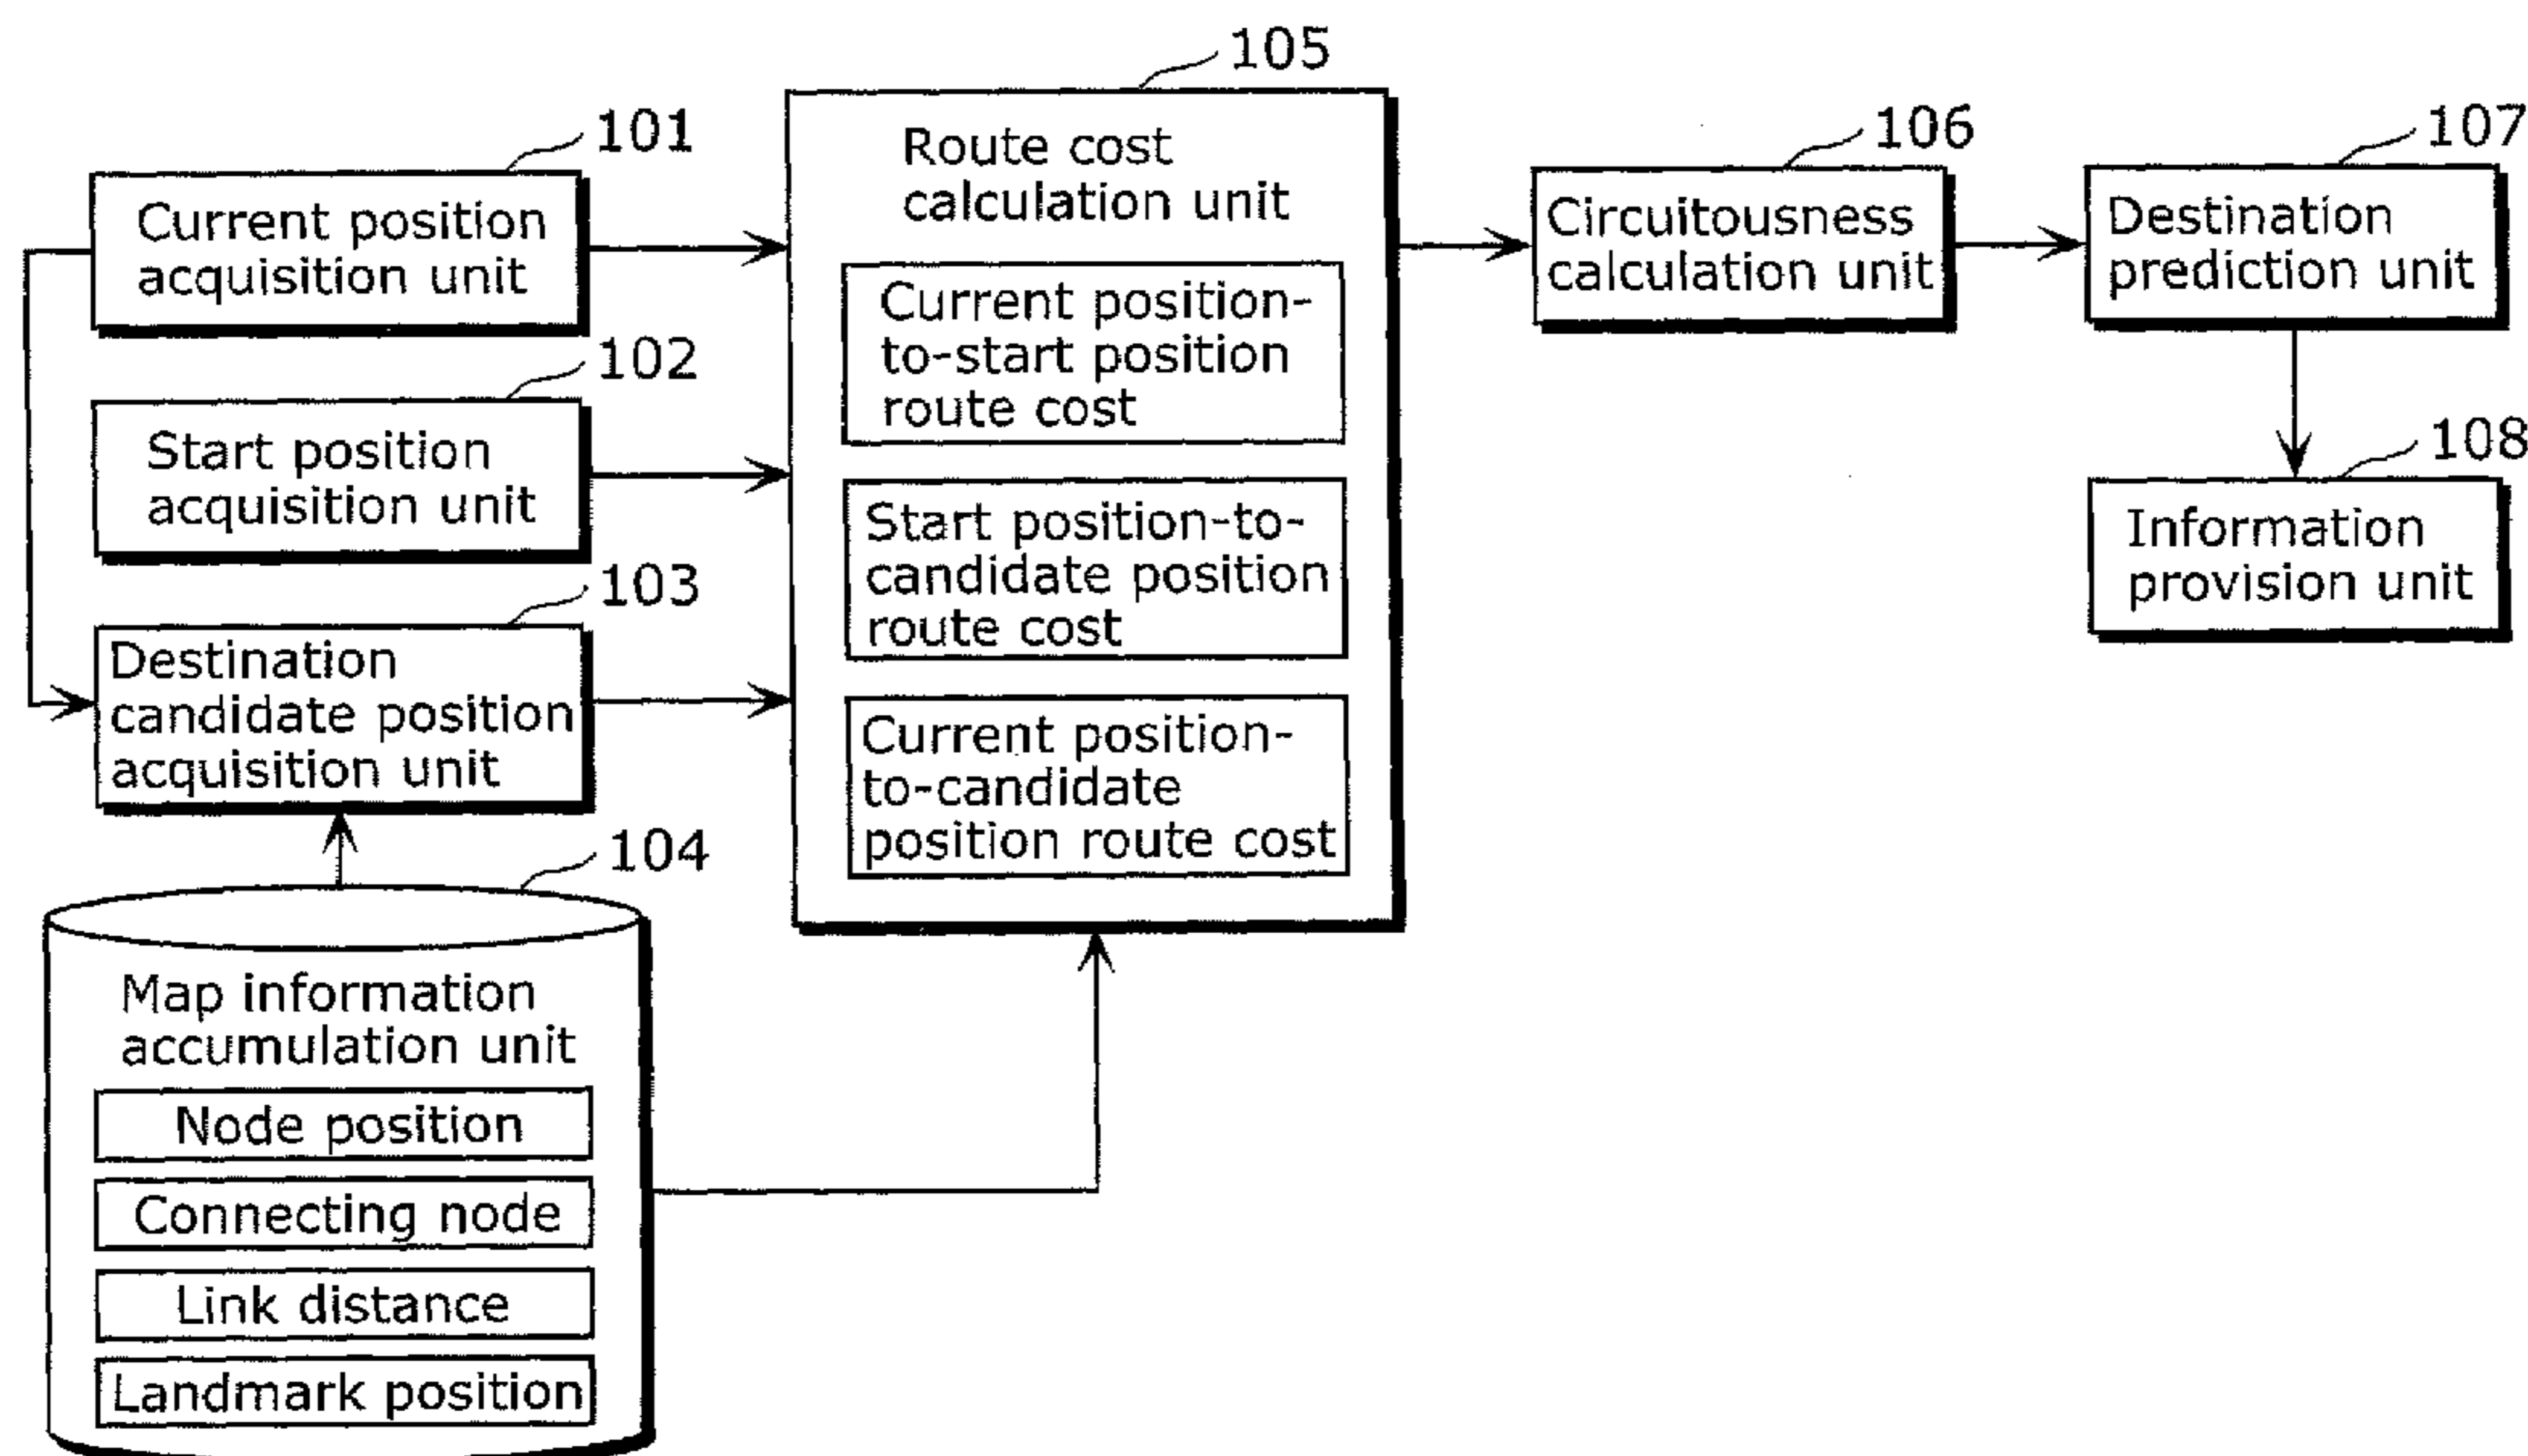 101
Current position
acquisition unit
102
Start position
acquisition unit
103
Destination
candidate position
acquisition unit
104
Map information
accumulation unit
Node position
Connecting node
Link distance
Landmark position
105
Route cost
calculation unit
Current position-
to-start position
route cost
Start position-to-
candidate position
route cost
Current position-
to-candidate
position route cost
106
Circuitousness
calculation unit
107
Destination
prediction unit
108
Information
provision unit